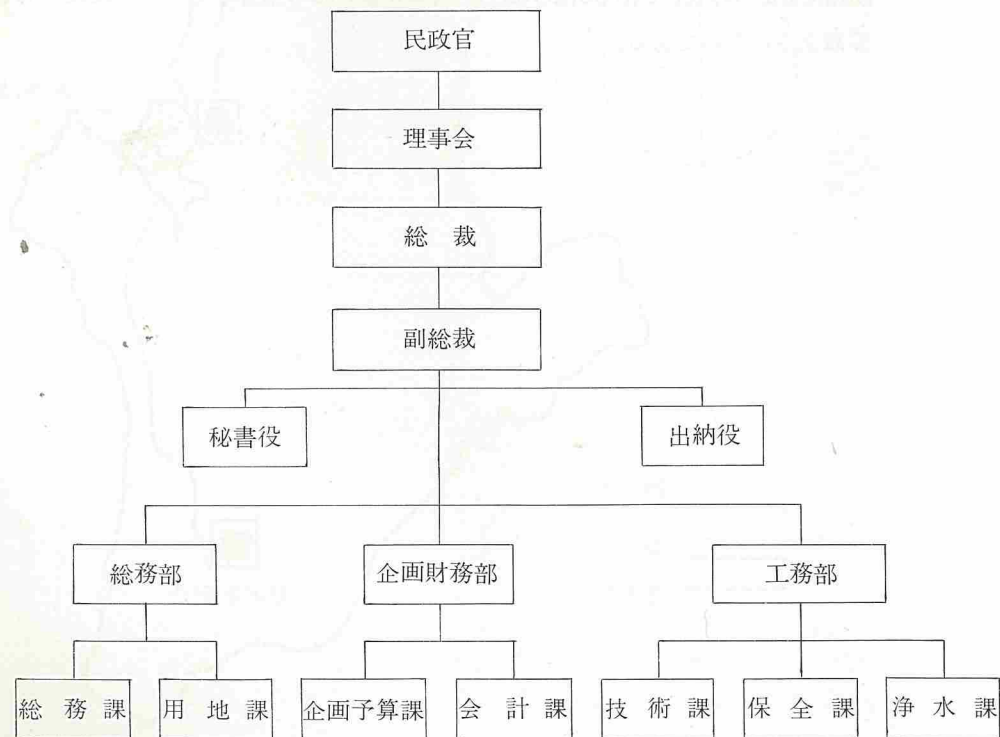 民政官
理事会
総裁
副総裁
秘書役 出納役
総務部 企画財務部 工務部
総務課 用地課 企画予算課 会計課 技術課 保全課 浄水課